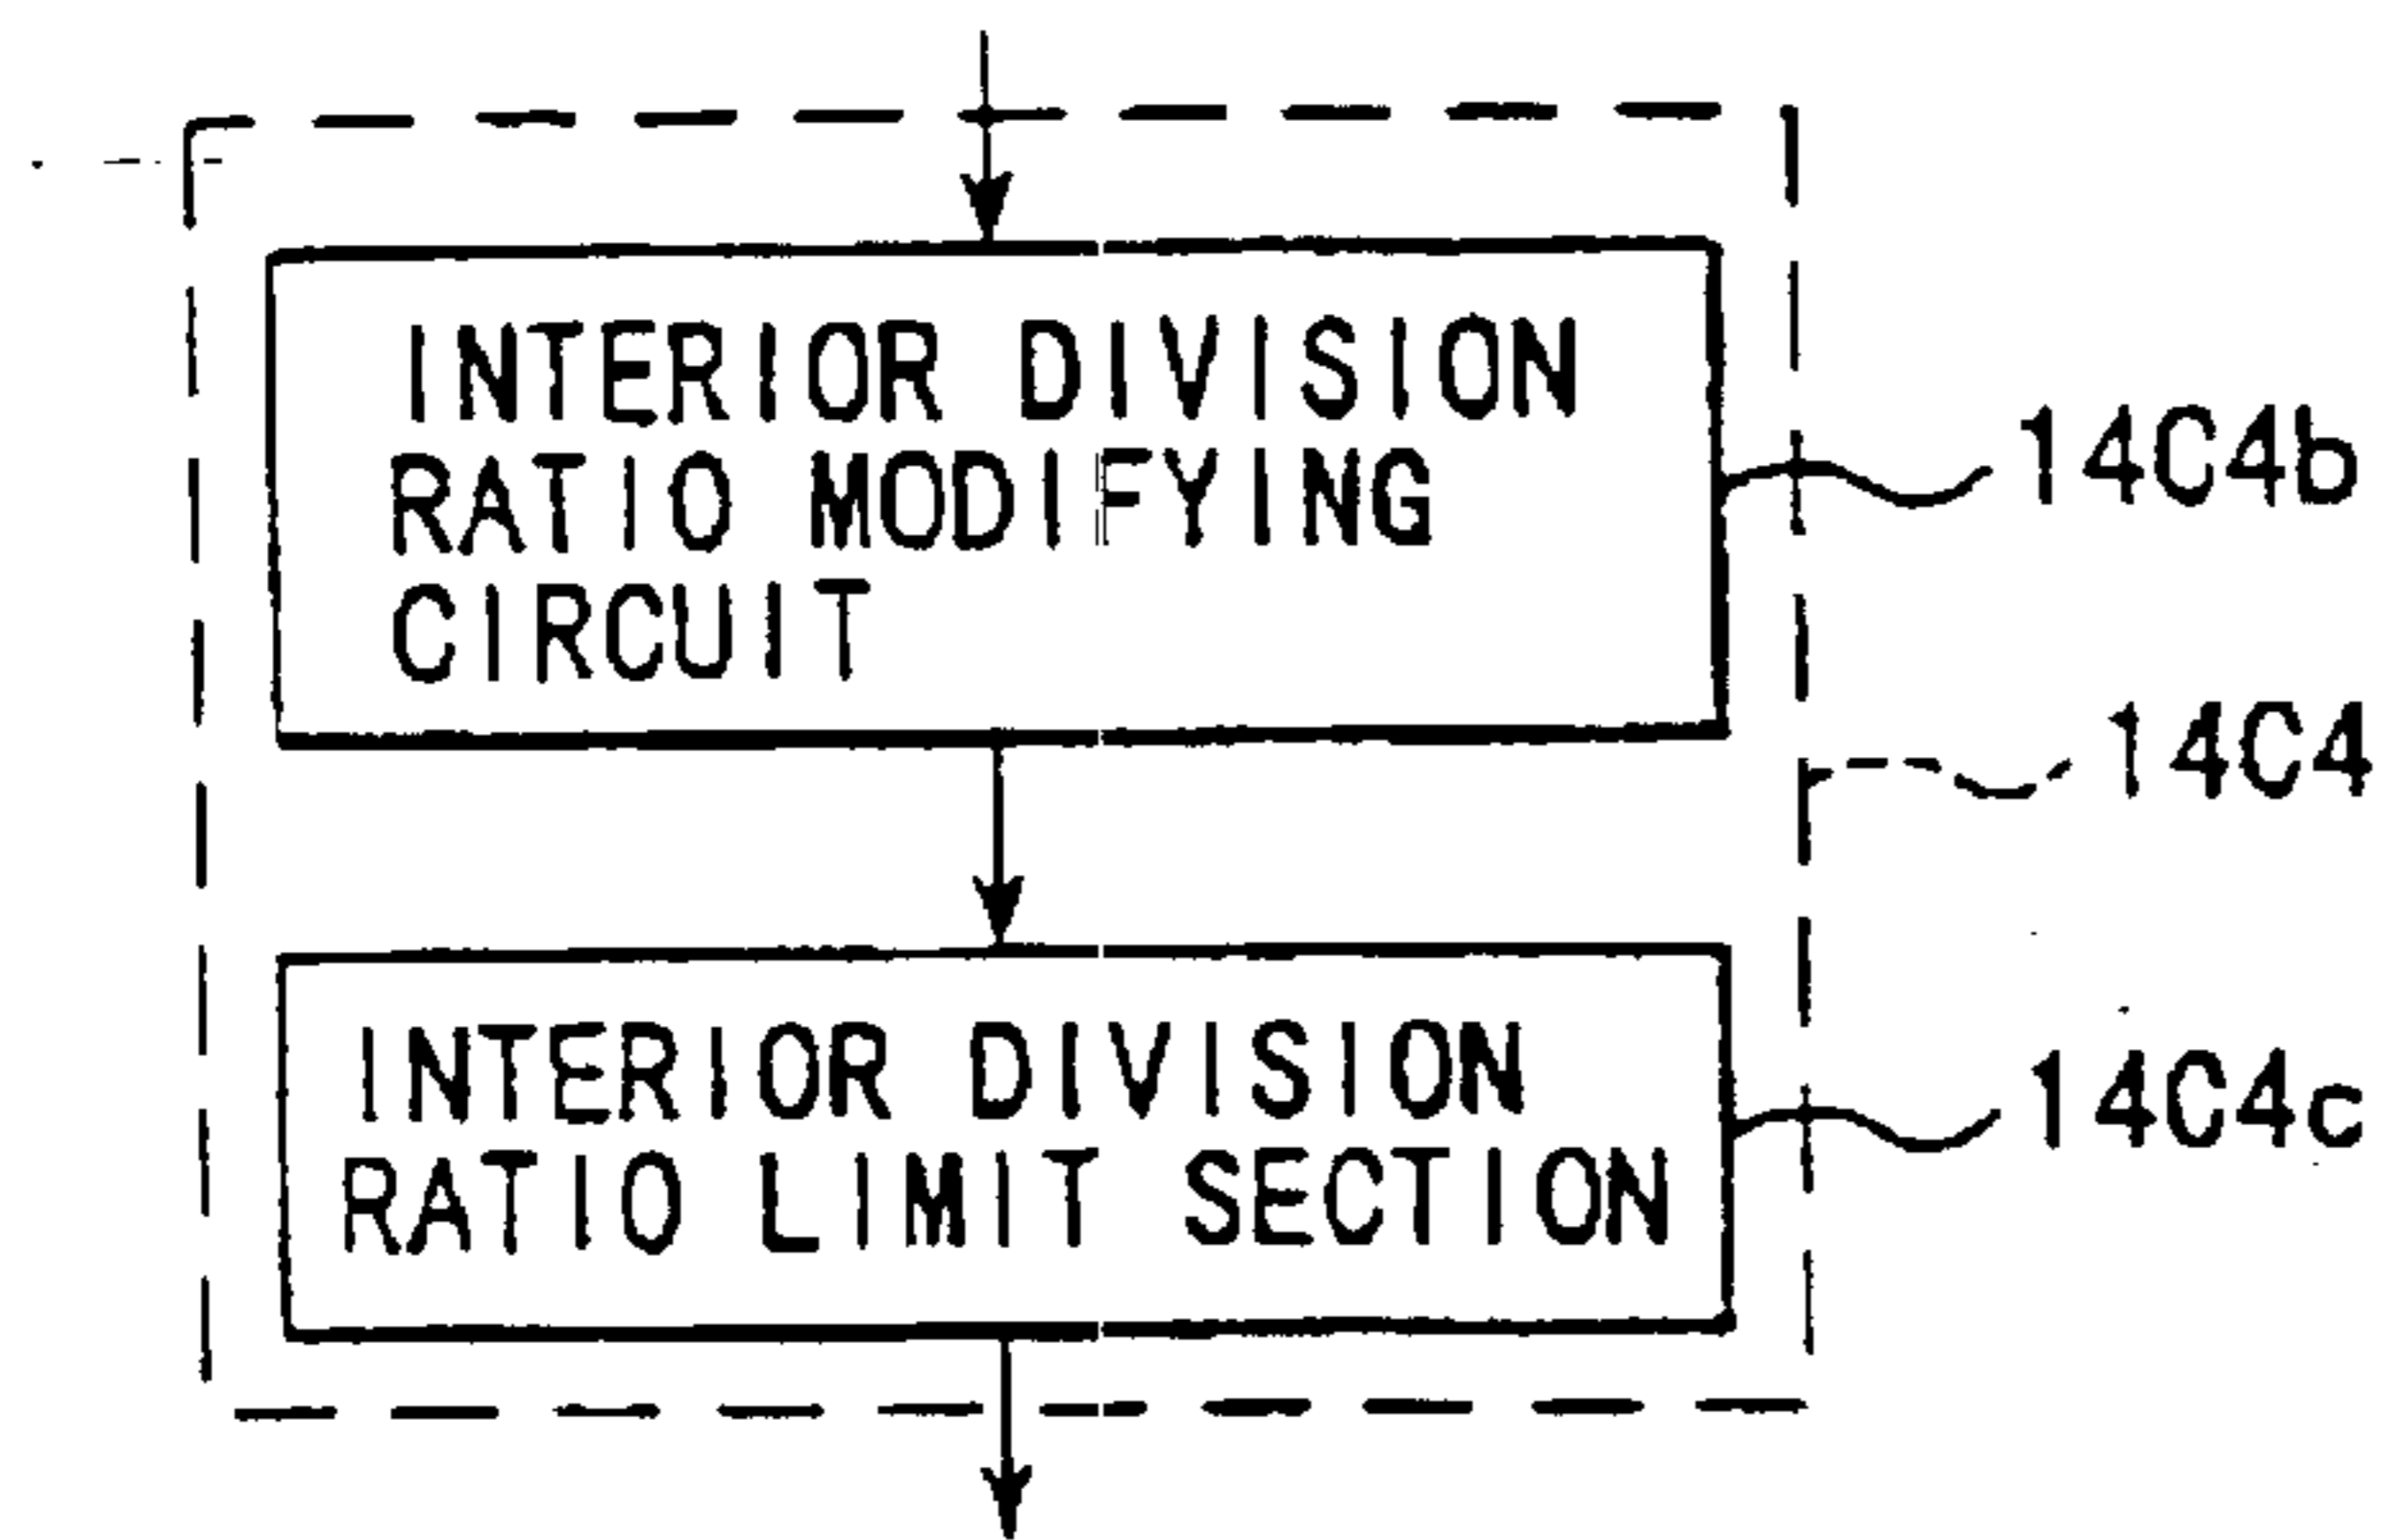 INTERIOR DIVISION
RATIO MODIFYING
CIRCUIT
14C4b
14C4
INTERIOR DIVISION
RATIO LIMIT SECTION
14C4c